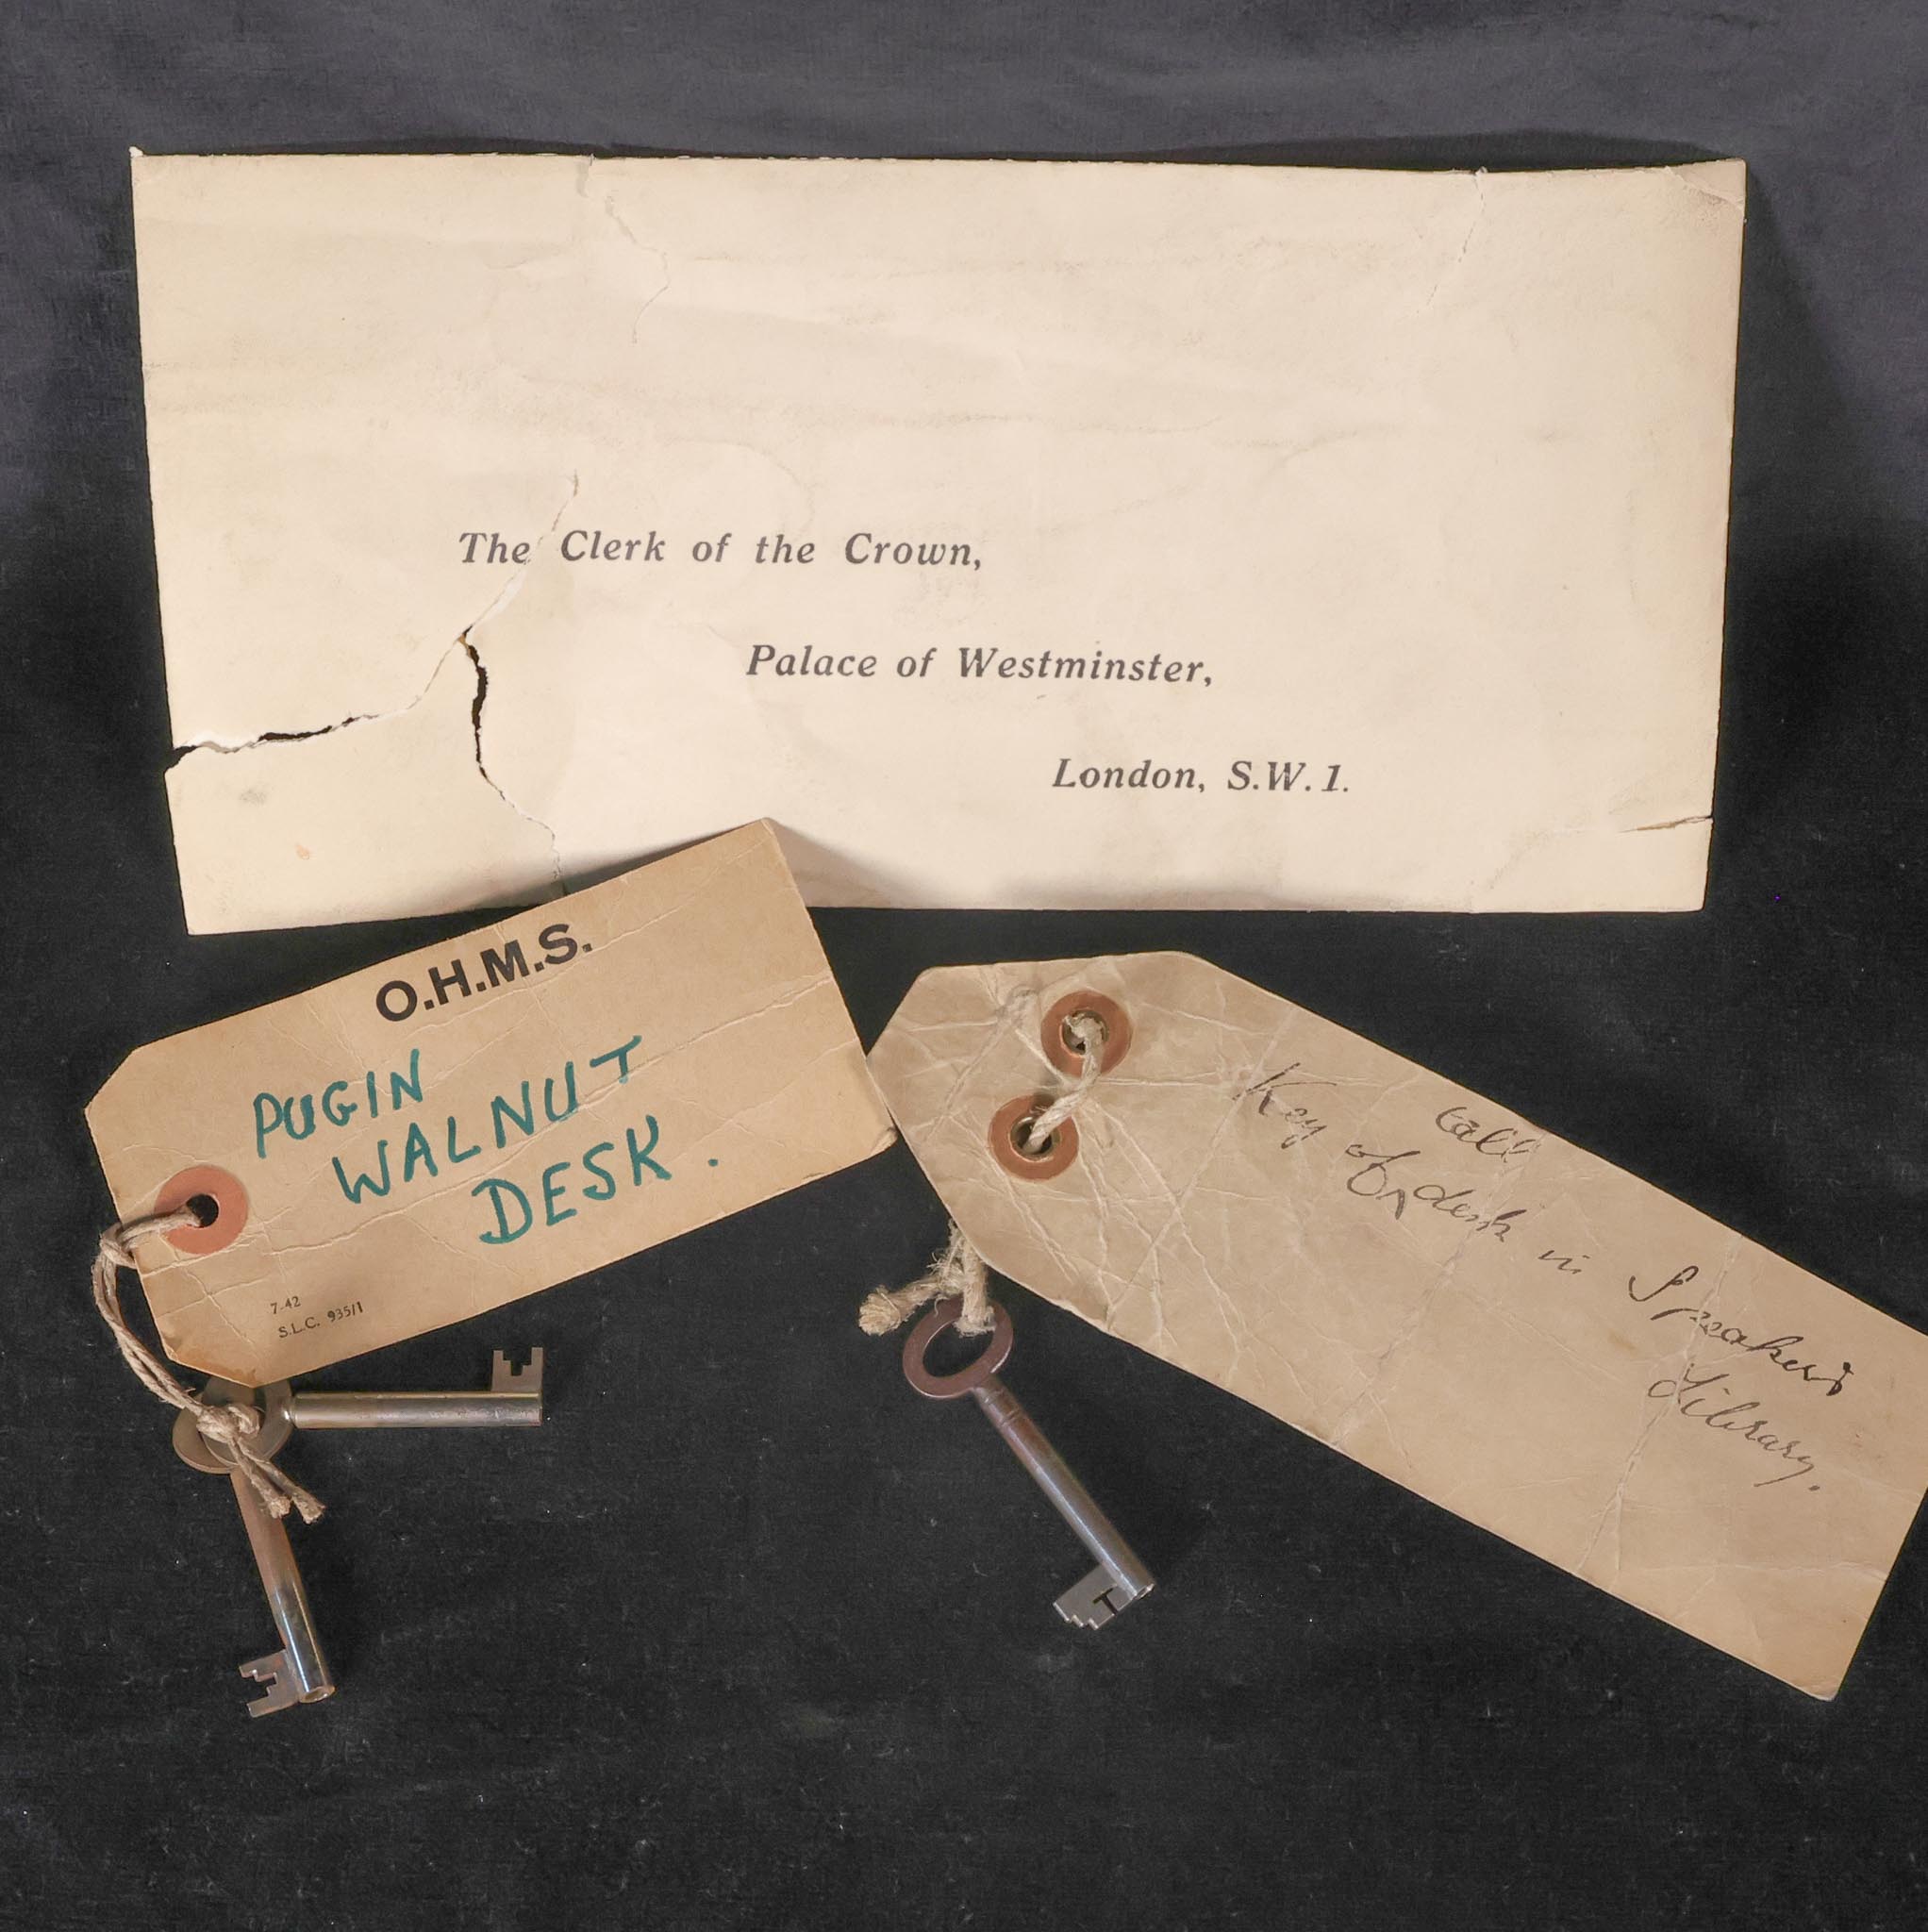 The Clerk of the Crown,
Palace of Westminster,
London, S.W.1.
O.H.M.S.
PUGIN
WALNUT
DESK.
7-42
S.L.C. 935/1
tall
Key of desk in Speaker's
Library.
T